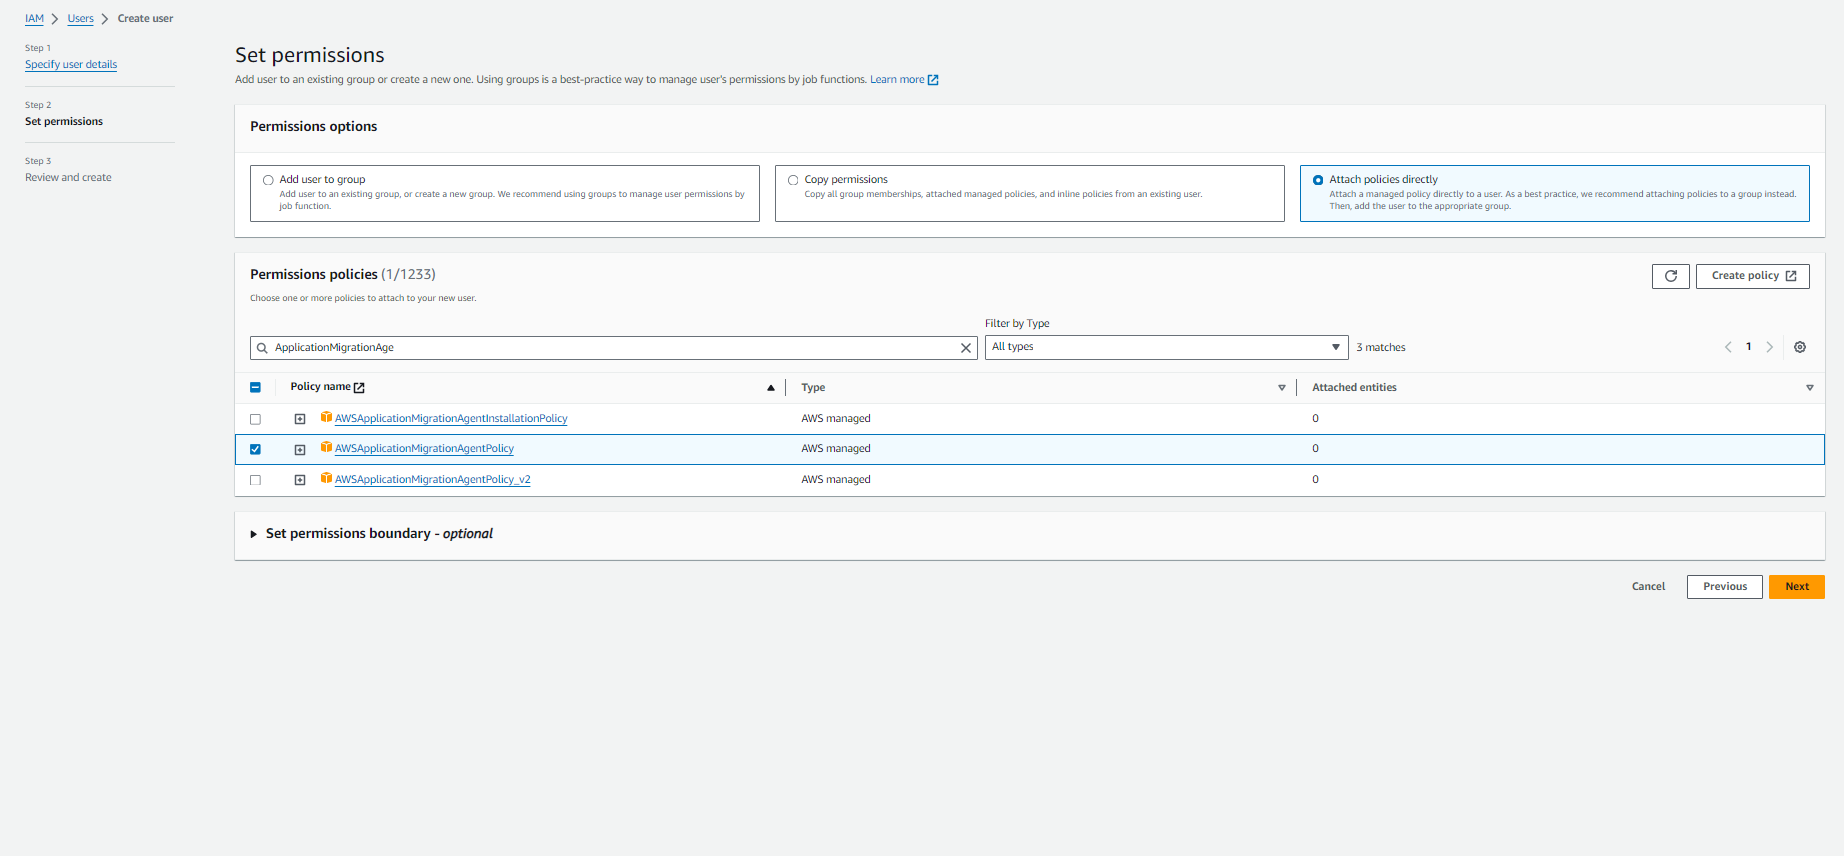 IAM > Users > Create user
Step 1
Specify user details
Step 2
Set permissions
Step 3
Review and create
Set permissions
Add user to an existing group or create a new one. Using groups is a best-practice way to manage user's permissions by job functions. Learn more
Permissions options
Add user to group
Add user to an existing group, or create a new group. We recommend using groups to manage user permissions by
job function.
Copy permissions
Copy all group memberships, attached managed policies, and inline policies from an existing user.
Attach policies directly
Attach a managed policy directly to a user. As a best practice, we recommend attaching policies to a group instead.
Then, add the user to the appropriate group.
Permissions policies (1/1233)
Choose one or more policies to attach to your new user.
Create policy
Filter by Type
ApplicationMigrationAge
All types
3 matches
1
Policy name Type Attached entities
AWSApplicationMigrationAgentInstallationPolicy AWS managed 0
AWSApplicationMigrationAgentPolicy AWS managed 0
AWSApplicationMigrationAgentPolicy_v2 AWS managed 0
Set permissions boundary - optional
Cancel Previous Next